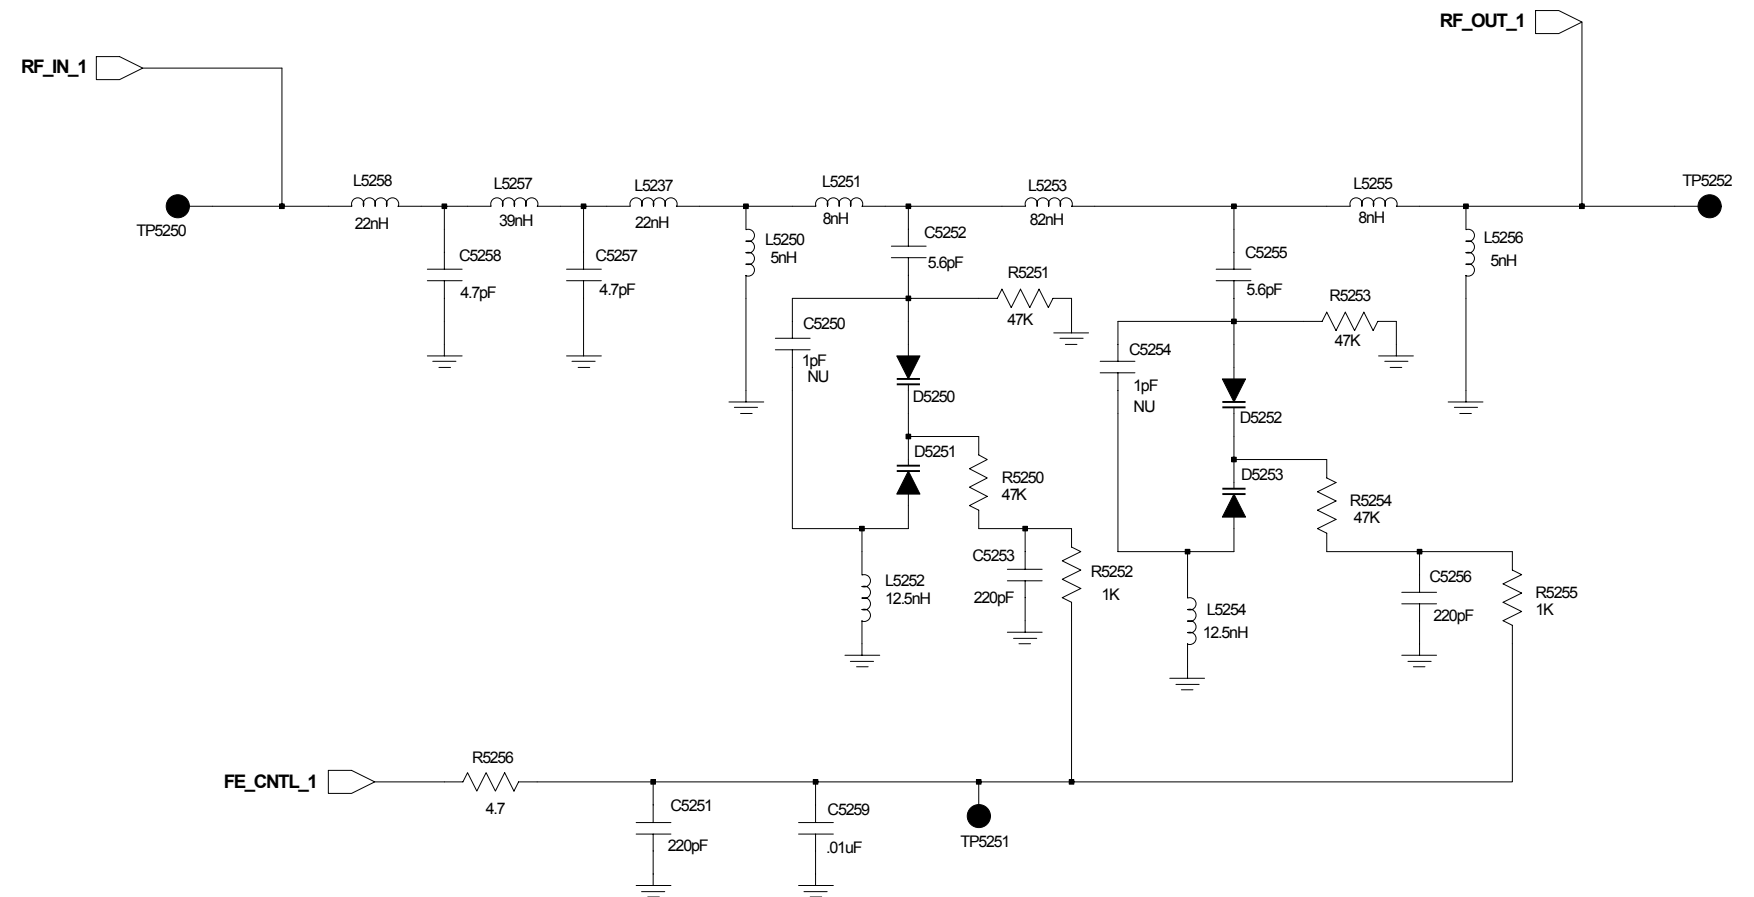 RF_OUT_1
RF_IN_1
L5258
L5257
L5237
L5251
L5253
L5255
TP5252
22nH
39nH
22nH
8nH
82nH
8nH
TP5250
C5258
4.7pF
C5257
4.7pF
L5250
5nH
C5252
5.6pF
C5255
5.6pF
L5256
5nH
R5251
47K
R5253
47K
C5250
1pF
NU
C5254
1pF
NU
D5250
D5252
D5251
D5253
R5250
47K
R5254
47K
C5253
220pF
R5252
1K
C5256
220pF
R5255
1K
L5252
12.5nH
L5254
12.5nH
R5256
FE_CNTL_1
4.7
C5251
220pF
C5259
.01uF
TP5251